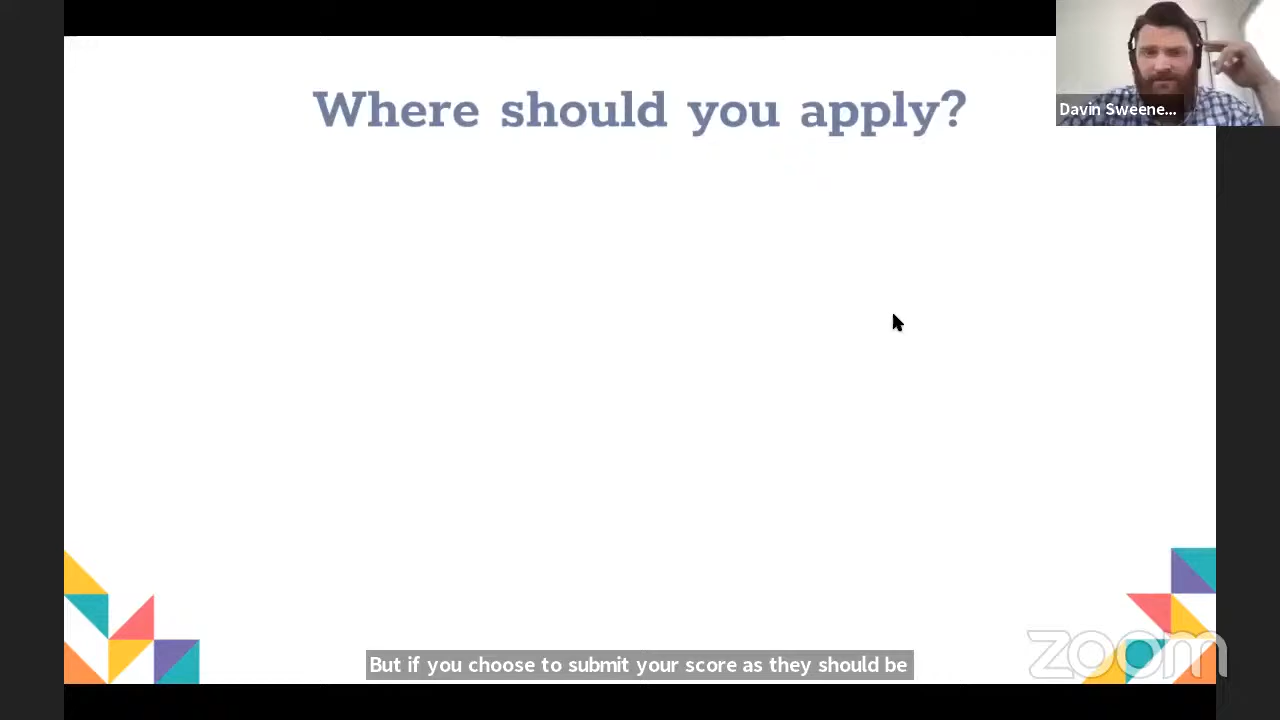 Where should you apply?
Davin Sweene...
But if you choose to submit your score as they should be
zoom